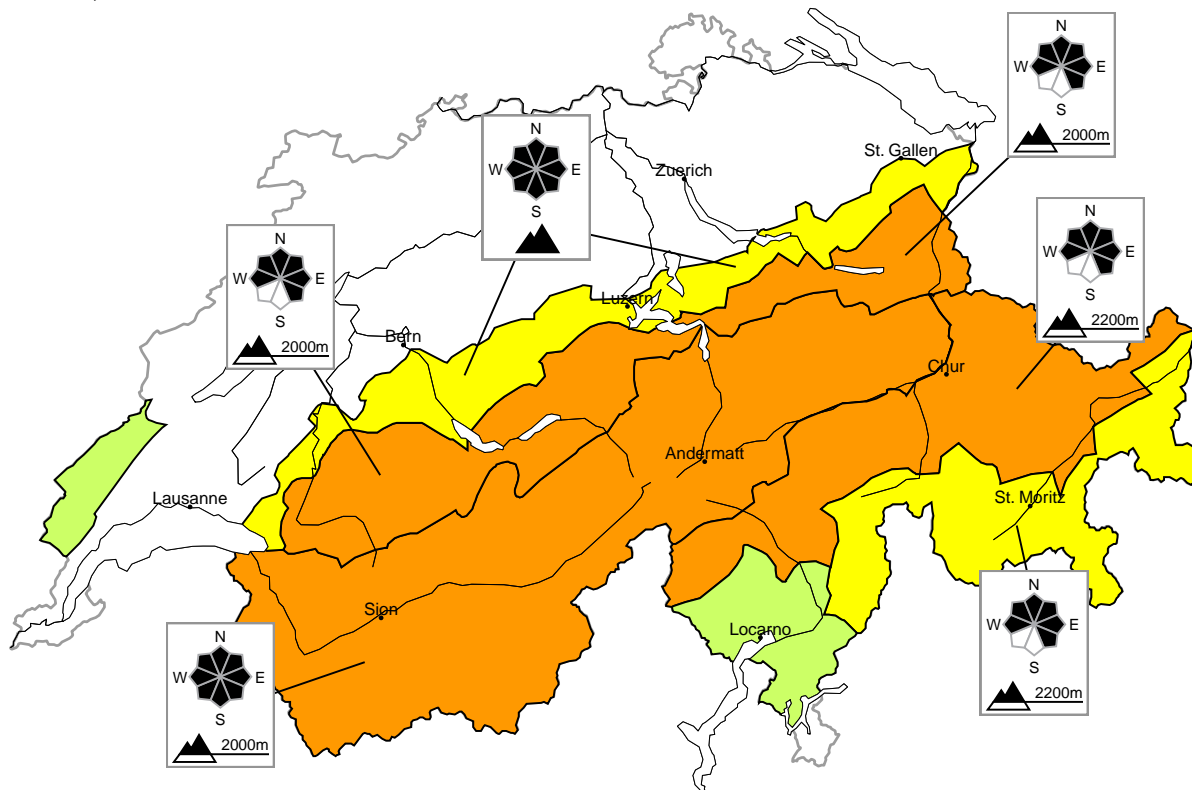 N
W E
S
2000m
N
W E
S
St. Gallen
Zuerich
N
W E
S
2200m
N
W E
S
2000m
Luzern
Bern
Chur
Andermatt
Lausanne
St. Moritz
Sion
Locarno
N
W E
S
2200m
N
W E
S
2000m